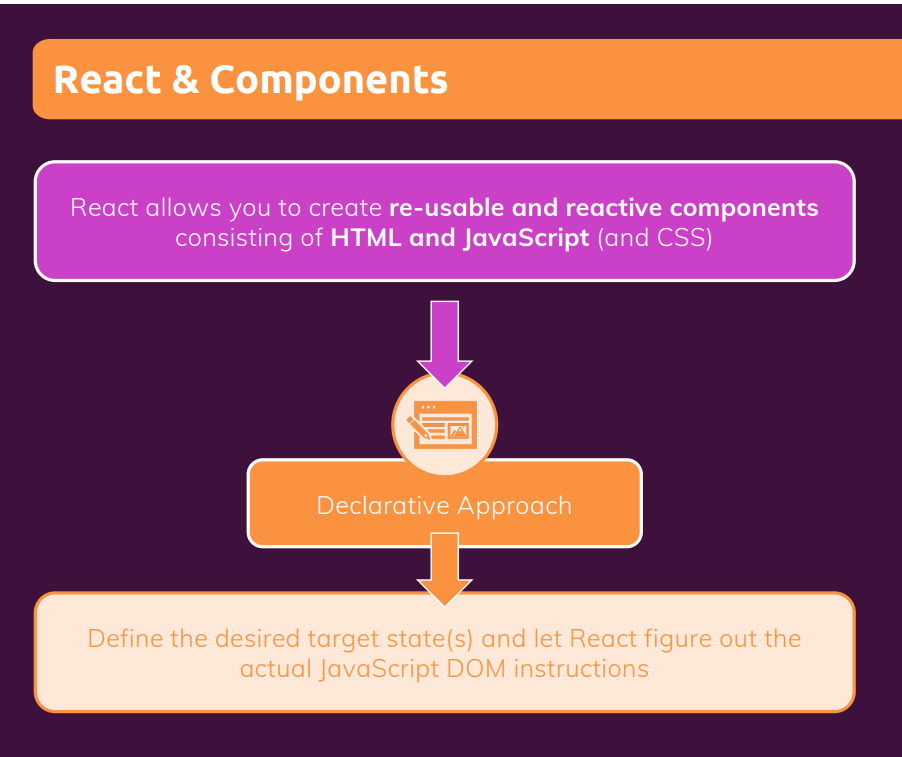 React & Components
React allows you to create re-usable and reactive components
consisting of HTML and JavaScript (and CSS)
Declarative Approach
Define the desired target state(s) and let React figure out the
actual JavaScript DOM instructions